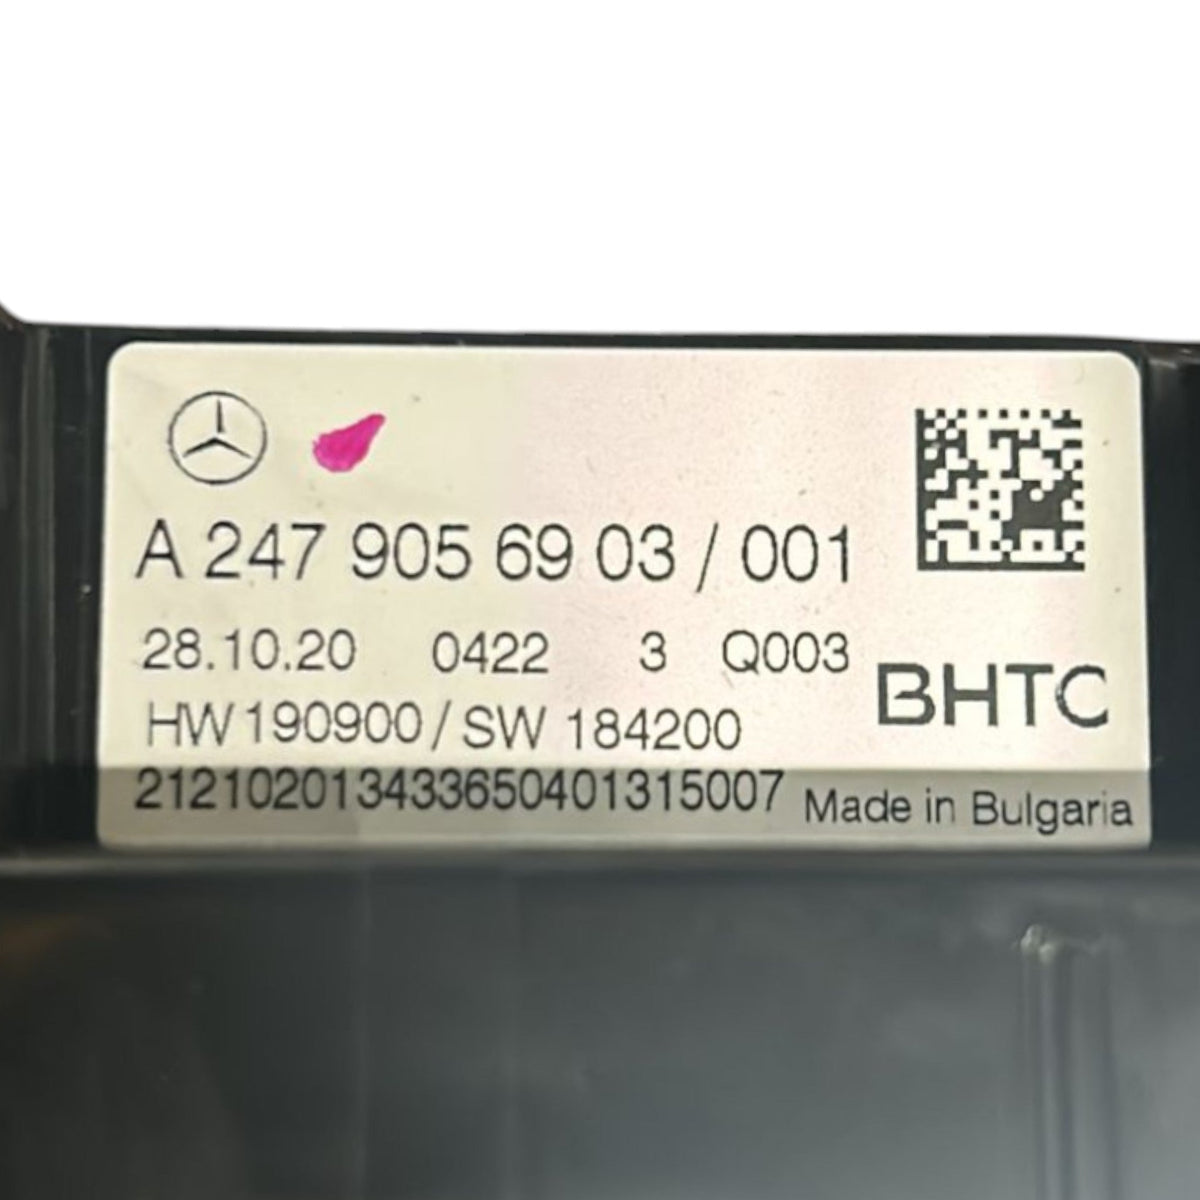 A 247 905 69 03 / 001
28.10.20 0422 3 Q003
BHTC
HW 190900 / SW 184200
212102013433650401315007 Made in Bulgaria